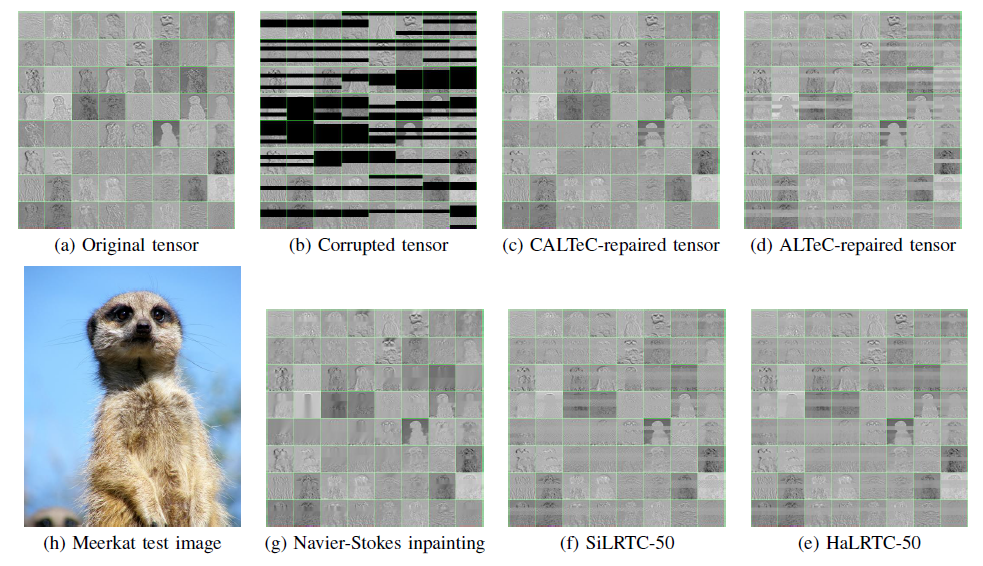 (a) Original tensor
(b) Corrupted tensor
(c) CALTeC-repaired tensor
(d) ALTeC-repaired tensor
(h) Meerkat test image
(g) Navier-Stokes inpainting
(f) SiLRTC-50
(e) HaLRTC-50